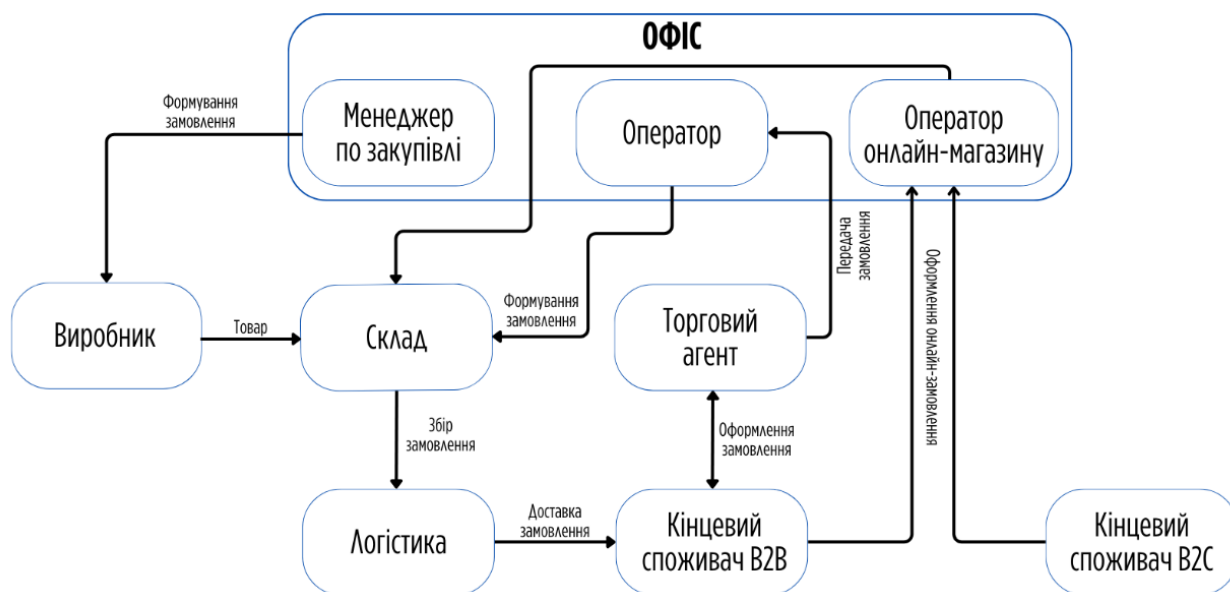 ОФІС
Формування
замовлення
Менеджер
по закупівлі
Оператор
Оператор
онлайн-магазину
Передача
замовлення
Оформлення онлайн-замовлення
Виробник
Товар
Склад
Формування
замовлення
Торговий
агент
Збір
замовлення
Оформлення
замовлення
Логістика
Доставка
замовлення
Кінцевий
споживач B2B
Кінцевий
споживач B2C